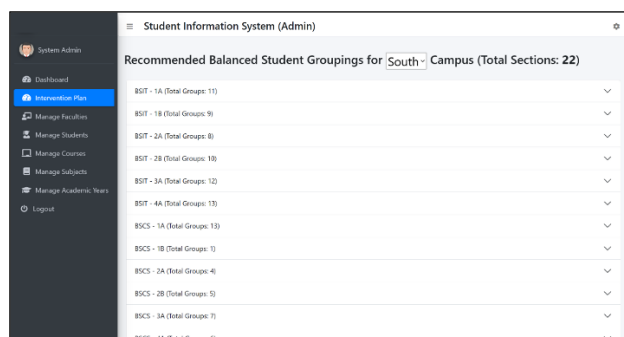 Student Information System (Admin)
System Admin
Dashboard
Intervention Plan
Manage Faculties
Manage Students
Manage Courses
Manage Subjects
Manage Academic Years
Logout
Recommended Balanced Student Groupings for South Campus (Total Sections: 22)
BSIT - 1A (Total Groups: 11)
BSIT - 1B (Total Groups: 9)
BSIT - 2A (Total Groups: 8)
BSIT - 2B (Total Groups: 10)
BSIT - 3A (Total Groups: 12)
BSIT - 4A (Total Groups: 13)
BSCS - 1A (Total Groups: 13)
BSCS - 1B (Total Groups: 1)
BSCS - 2A (Total Groups: 4)
BSCS - 2B (Total Groups: 5)
BSCS - 3A (Total Groups: 7)